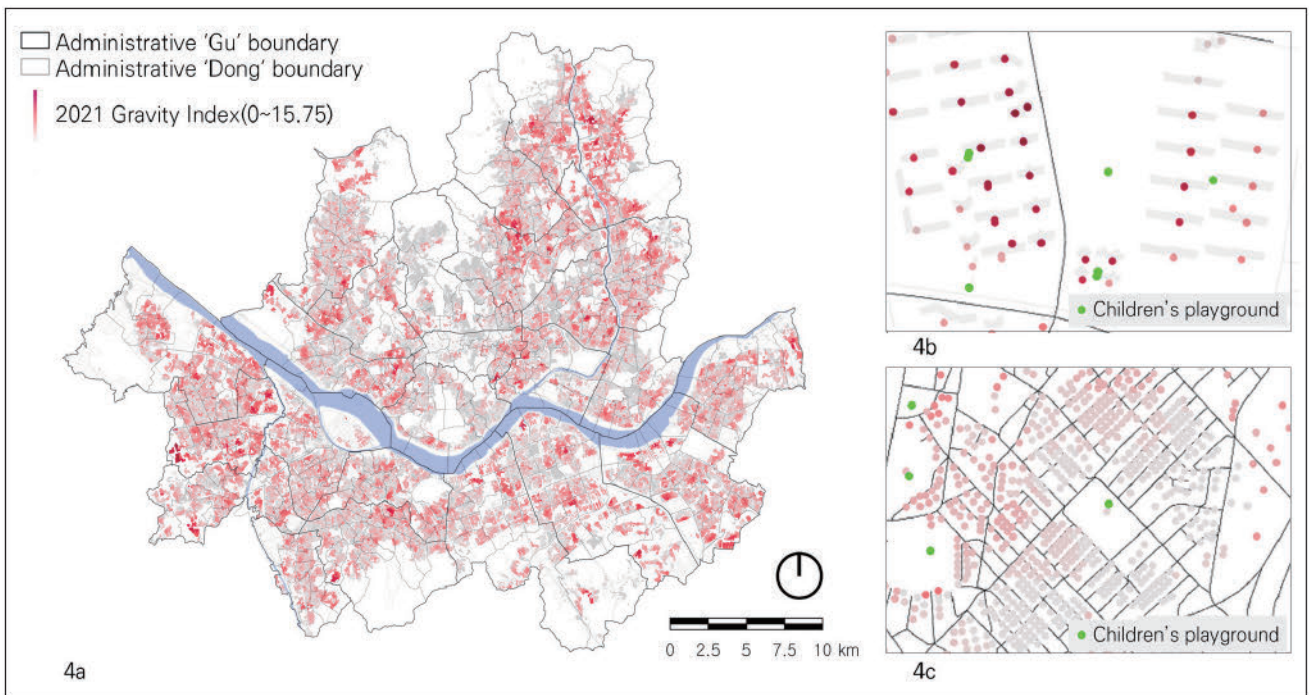 Administrative 'Gu' boundary
Administrative 'Dong' boundary
2021 Gravity Index(0~15.75)
0 2.5 5 7.5 10 km
4a
Children's playground
4b
Children's playground
4c